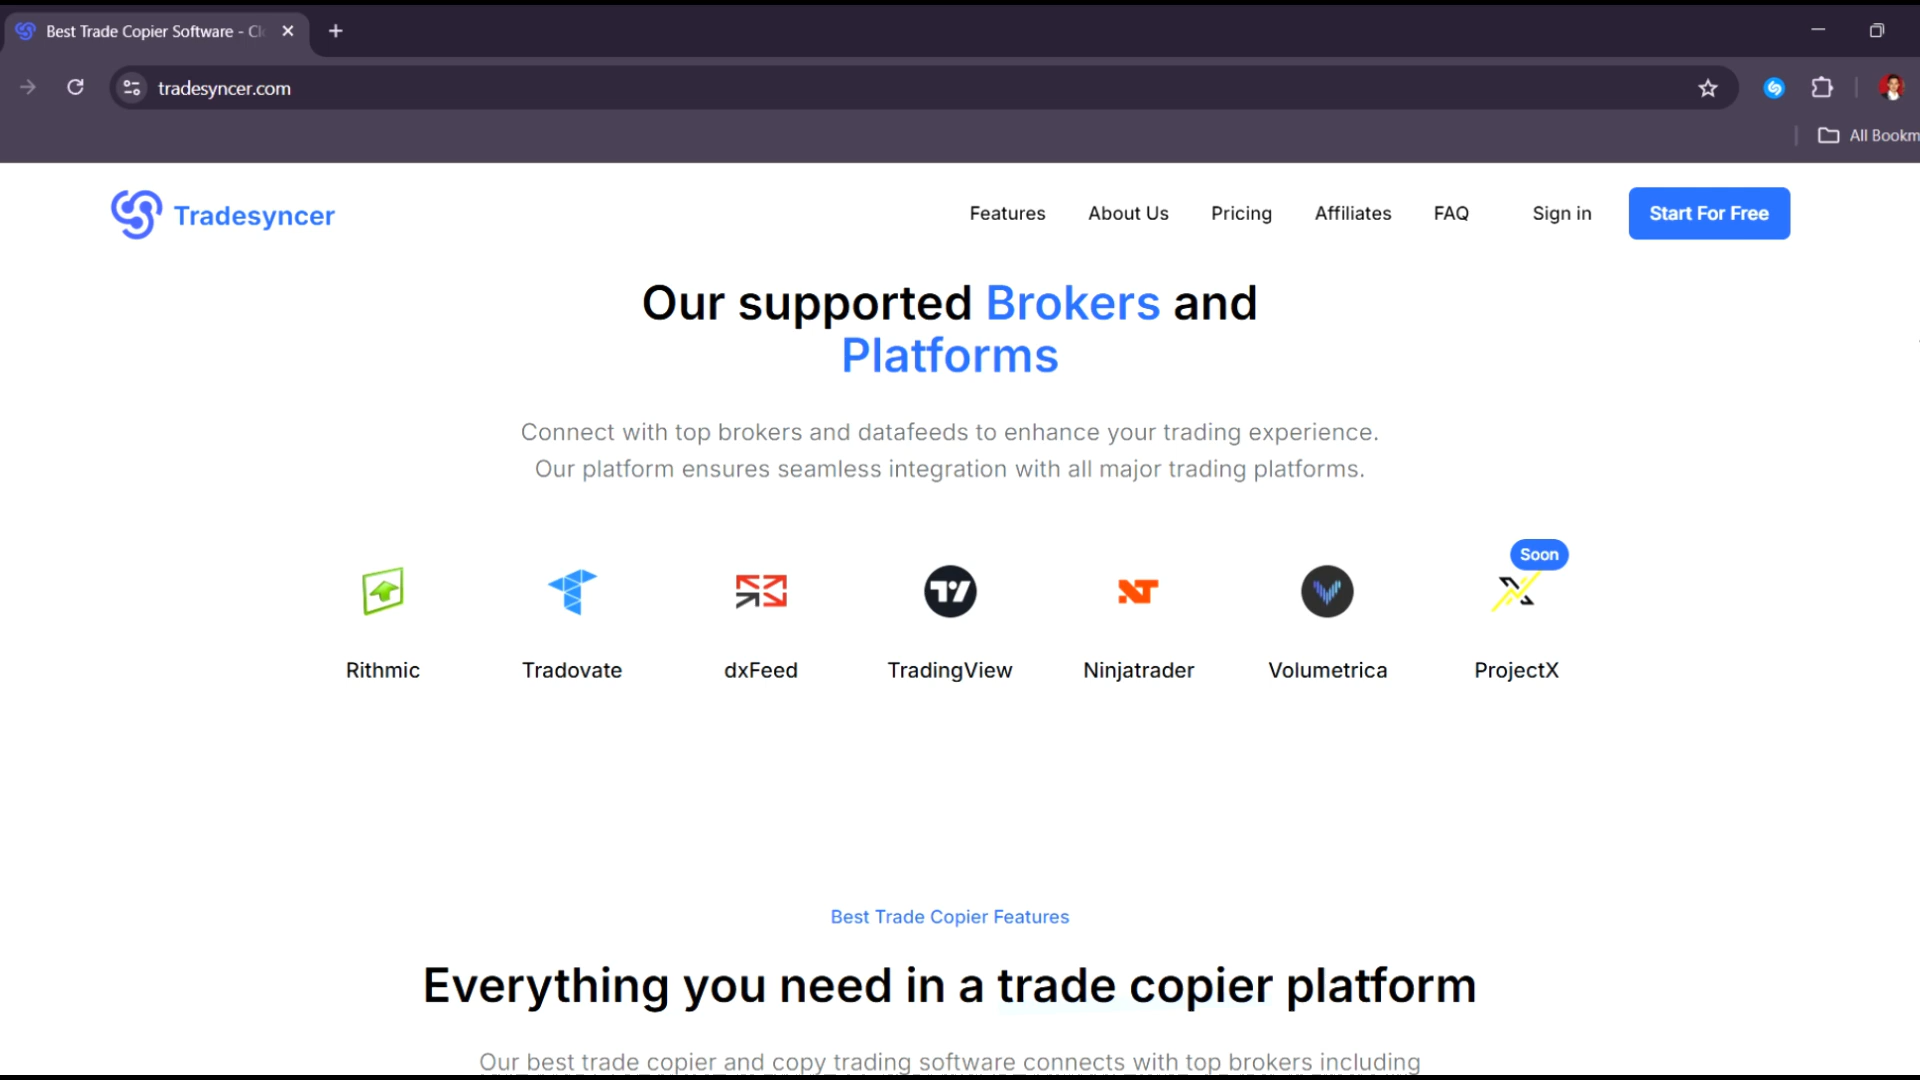 Best Trade Copier Software - Cl
tradesyncer.com
All Bookm
Tradesyncer
Features
About Us
Pricing
Affiliates
FAQ
Sign in
Start For Free
Our supported Brokers and
Platforms
Connect with top brokers and datafeeds to enhance your trading experience.
Our platform ensures seamless integration with all major trading platforms.
Soon
Rithmic
Tradovate
dxFeed
TradingView
Ninjatrader
Volumetrica
ProjectX
Best Trade Copier Features
Everything you need in a trade copier platform
Our best trade copier and copy trading software connects with top brokers including